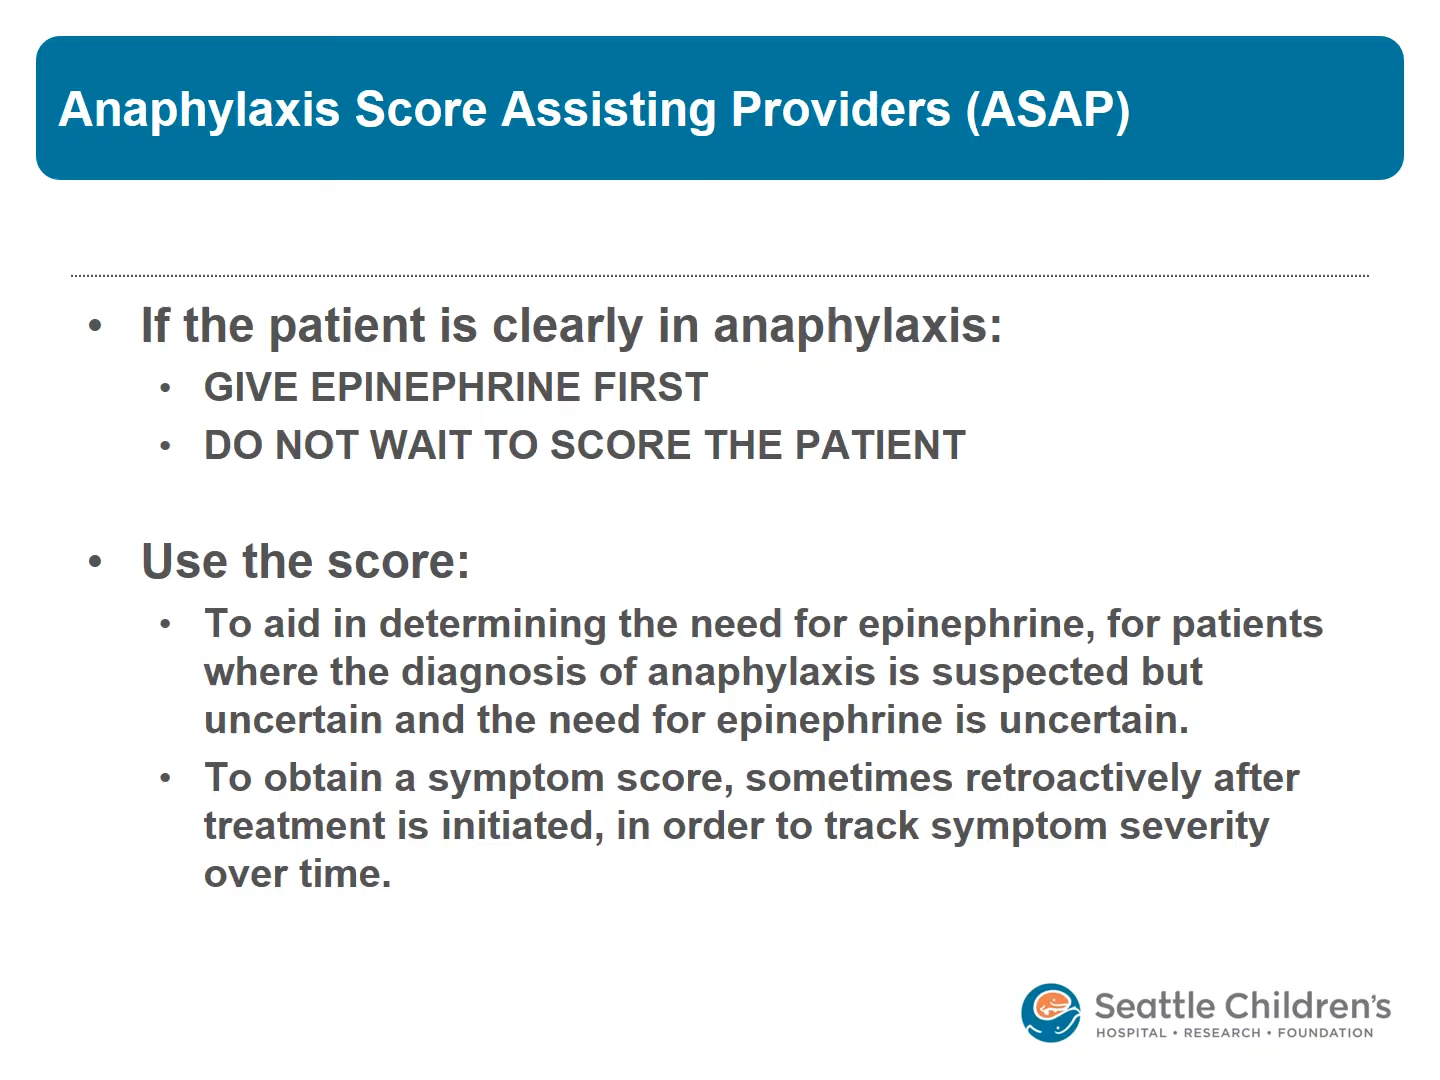 Anaphylaxis Score Assisting Providers (ASAP)
• If the patient is clearly in anaphylaxis:
• GIVE EPINEPHRINE FIRST
• DO NOT WAIT TO SCORE THE PATIENT
• Use the score:
• To aid in determining the need for epinephrine, for patients
where the diagnosis of anaphylaxis is suspected but
uncertain and the need for epinephrine is uncertain.
• To obtain a symptom score, sometimes retroactively after
treatment is initiated, in order to track symptom severity
over time.
Seattle Children's
HOSPITAL • RESEARCH • FOUNDATION